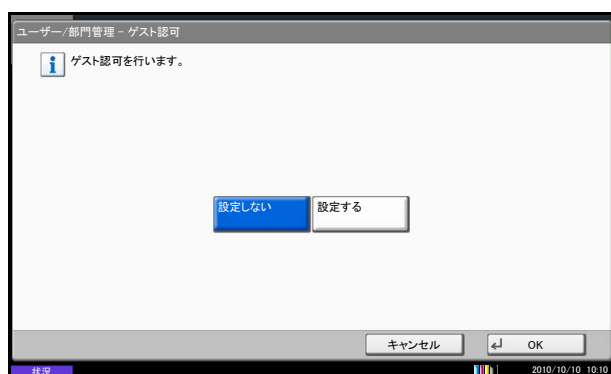 ユーザー/部門管理 - ゲスト認可
ゲスト認可を行います。
設定しない
設定する
キャンセル
OK
状況
2010/10/10 10:10